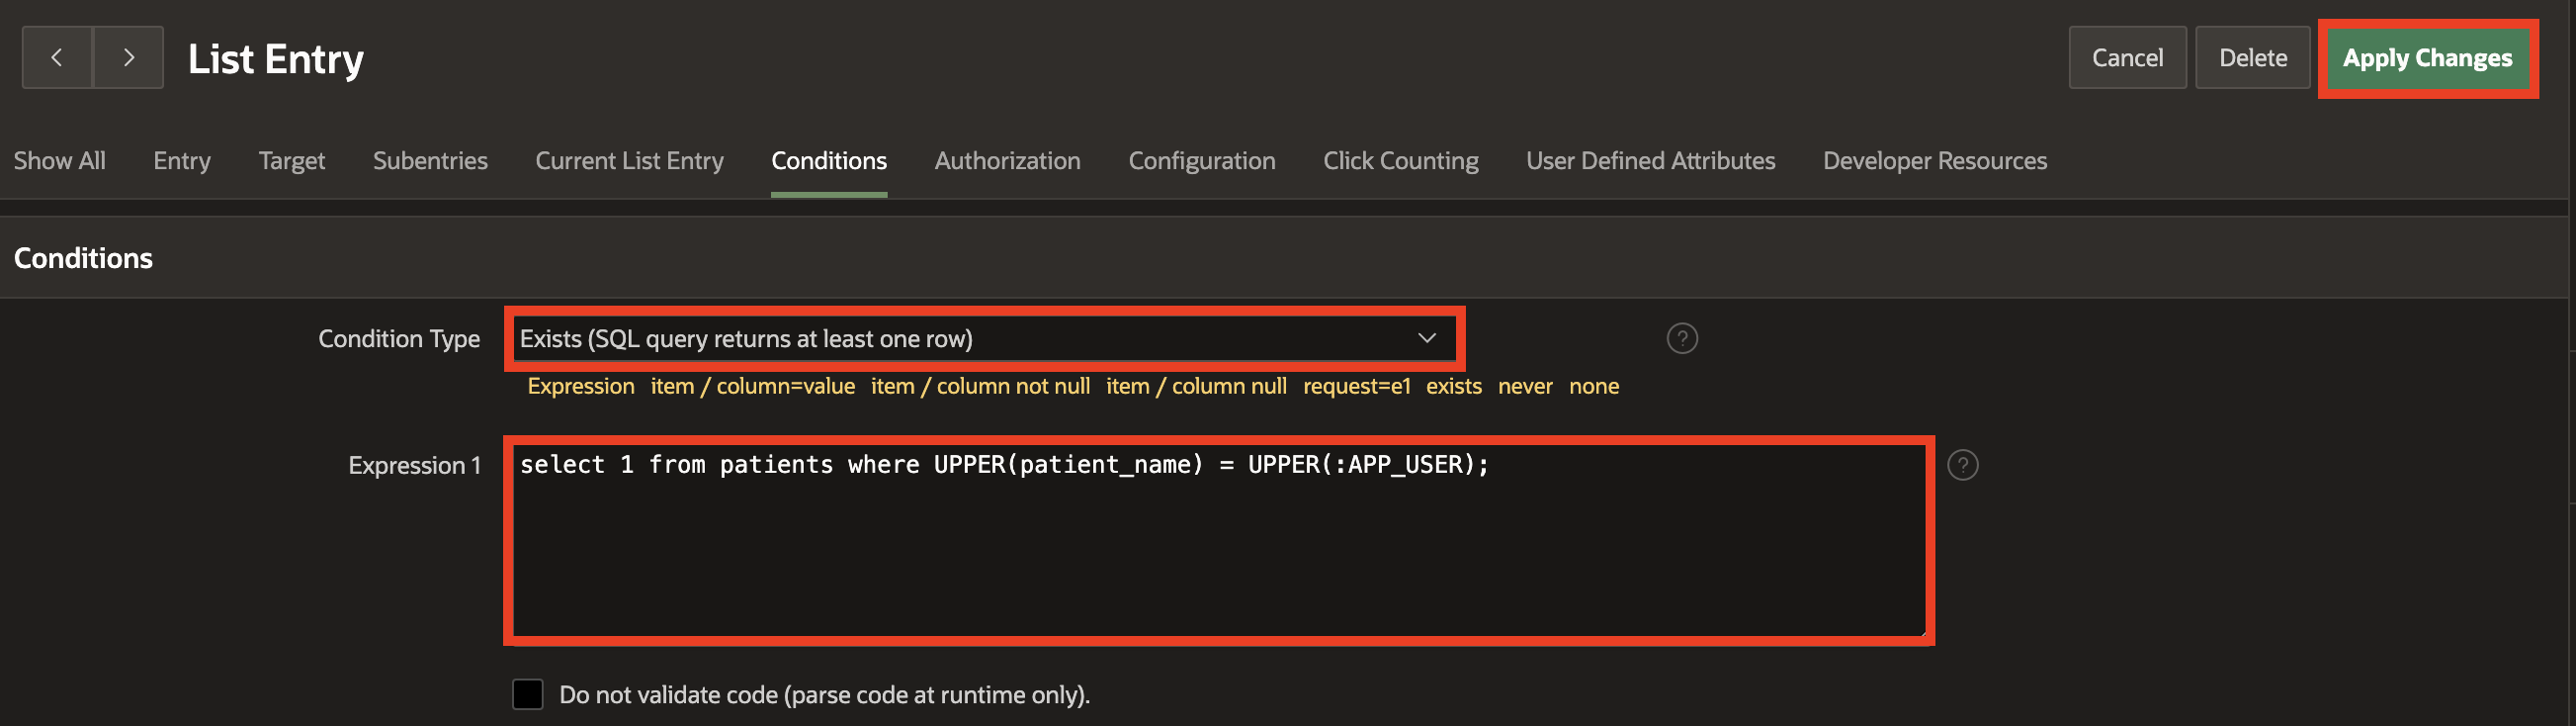 List Entry
Cancel
Delete
Apply Changes
Show All
Entry
Target
Subentries
Current List Entry
Conditions
Authorization
Configuration
Click Counting
User Defined Attributes
Developer Resources
Conditions
Condition Type
Exists (SQL query returns at least one row)
?
Expression item / column=value item / column not null item / column null request=e1 exists never none
Expression 1
select 1 from patients where UPPER(patient_name) = UPPER(:APP_USER);
?
Do not validate code (parse code at runtime only).